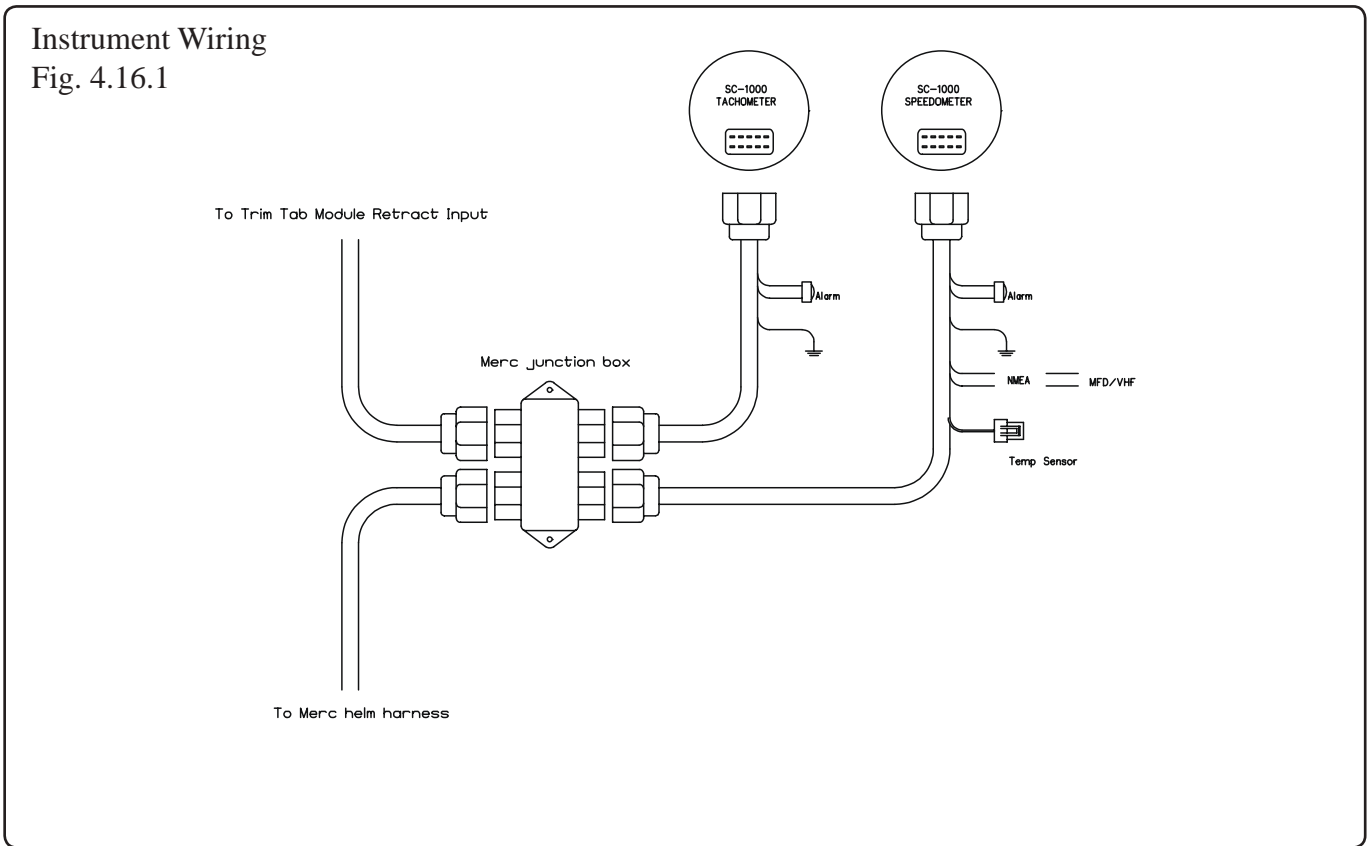 Instrument Wiring
Fig. 4.16.1
SC-1000
TACHOMETER
SC-1000
SPEEDOMETER
To Trim Tab Module Retract Input
Alarm
Alarm
Merc junction box
NMEA
MFD/VHF
Temp Sensor
To Merc helm harness